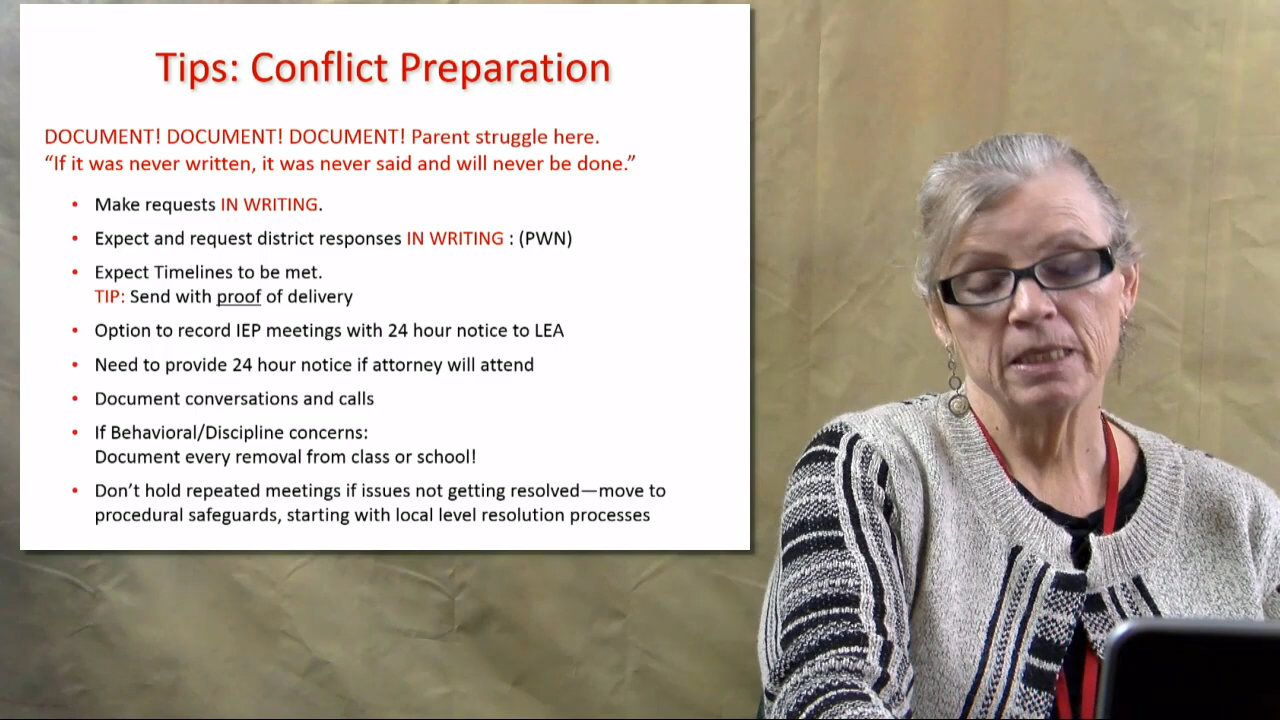 Tips: Conflict Preparation
DOCUMENT! DOCUMENT! DOCUMENT! Parent struggle here.
“If it was never written, it was never said and will never be done.”
• Make requests IN WRITING.
• Expect and request district responses IN WRITING : (PWN)
• Expect Timelines to be met.
TIP: Send with proof of delivery
• Option to record IEP meetings with 24 hour notice to LEA
• Need to provide 24 hour notice if attorney will attend
• Document conversations and calls
• If Behavioral/Discipline concerns:
Document every removal from class or school!
• Don’t hold repeated meetings if issues not getting resolved—move to
procedural safeguards, starting with local level resolution processes